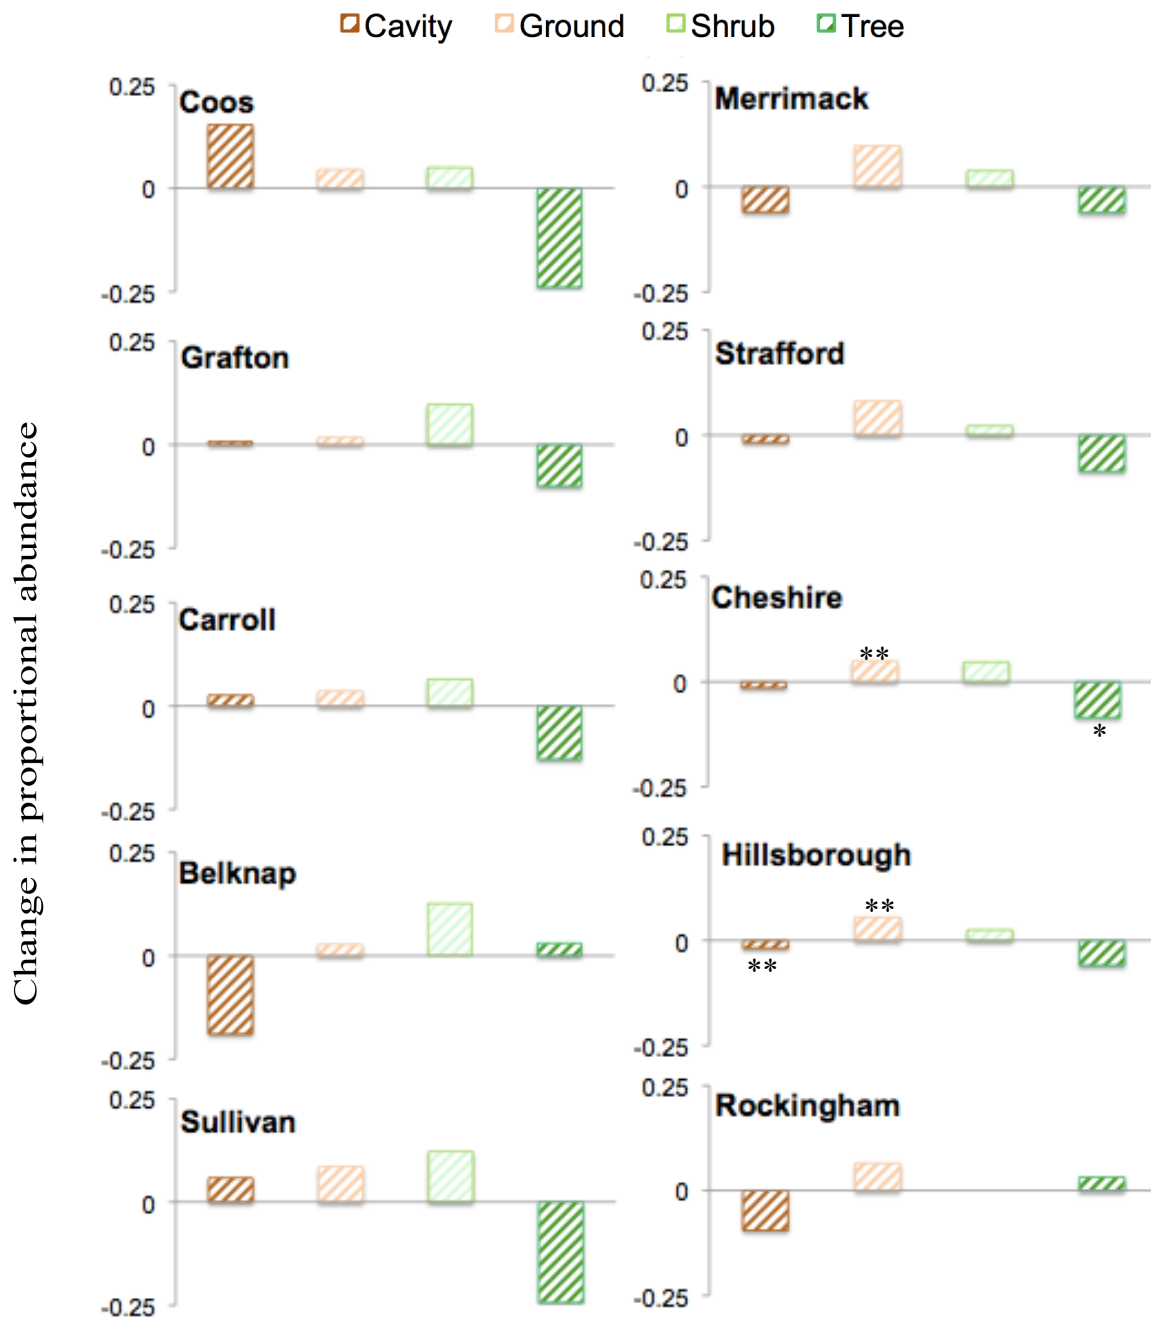 Cavity Ground Shrub Tree
Change in proportional abundance
0.25
Coos
0
-0.25
0.25
Grafton
0
-0.25
0.25
Carroll
0
-0.25
0.25
Belknap
0
-0.25
0.25
Sullivan
0
-0.25
0.25
Merrimack
0
-0.25
0.25
Strafford
0
-0.25
0.25
Cheshire
**
0
*
-0.25
0.25
Hillsborough
**
0
**
-0.25
0.25
Rockingham
0
-0.25